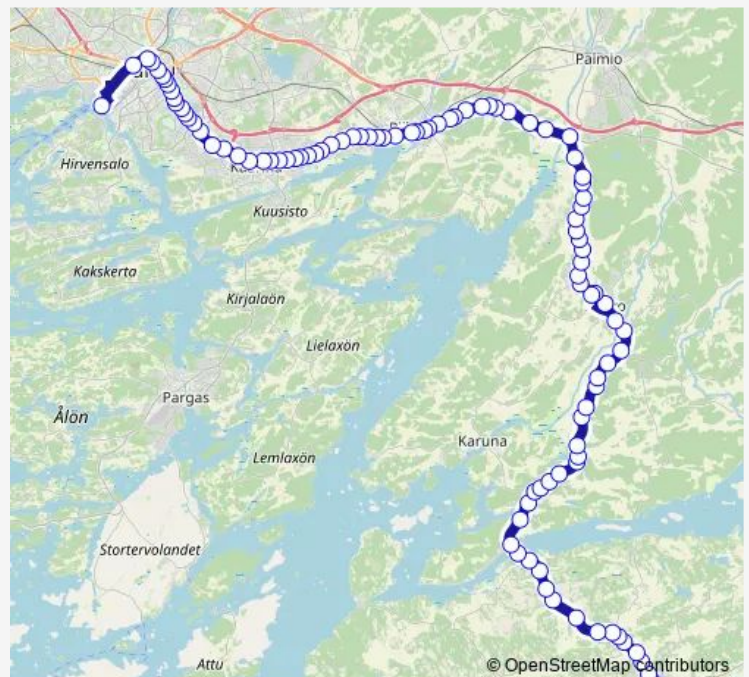 Paimio
Hirvensalo
Kuusisto
Kakskerta
Kirjalaön
Lielaxön
Pargas
Ålön
Karuna
Lemlaxön
Stortervolandet
Attu
© OpenStreetMap contributors